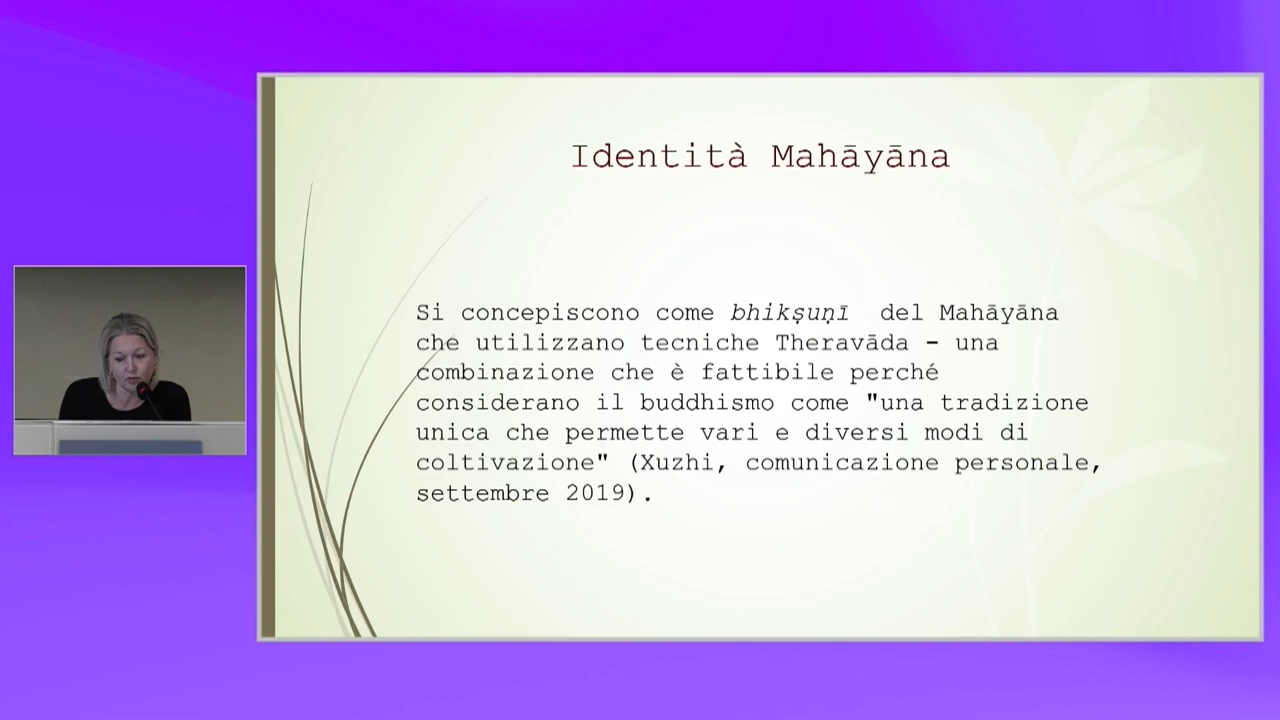 Identità Mahāyāna
Si concepiscono come bhikṣuṇī del Mahāyāna
che utilizzano tecniche Theravāda – una
combinazione che è fattibile perché
considerano il buddhismo come "una tradizione
unica che permette vari e diversi modi di
coltivazione" (Xuzhi, comunicazione personale,
settembre 2019).